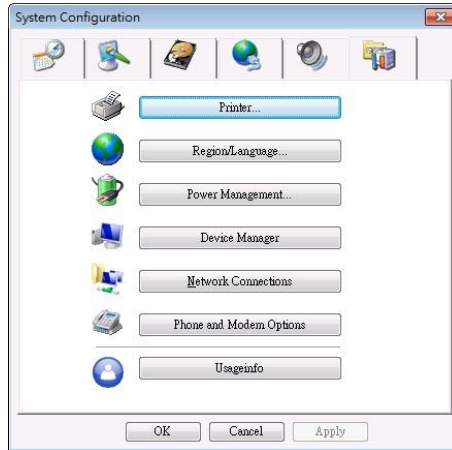 System Configuration
Printer...
Region/Language...
Power Management...
Device Manager
Network Connections
Phone and Modem Options
Usageinfo
OK
Cancel
Apply